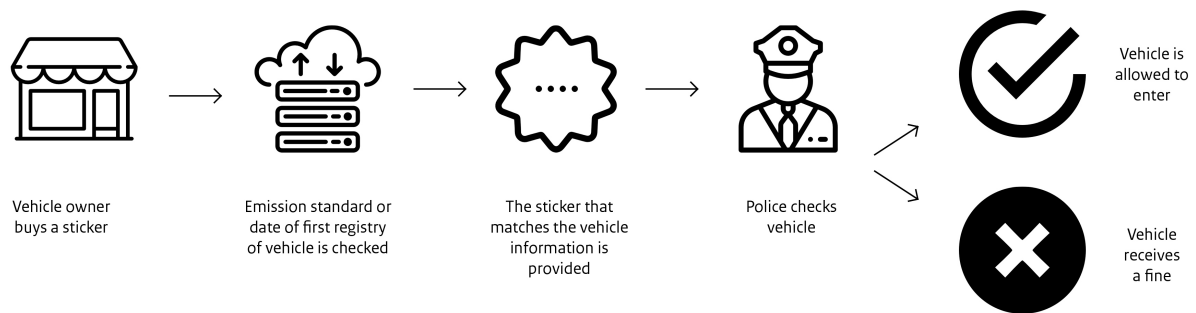 Vehicle owner
buys a sticker
Emission standard or
date of first registry
of vehicle is checked
The sticker that
matches the vehicle
information is
provided
Police checks
vehicle
Vehicle is
allowed to
enter
Vehicle
receives
a fine